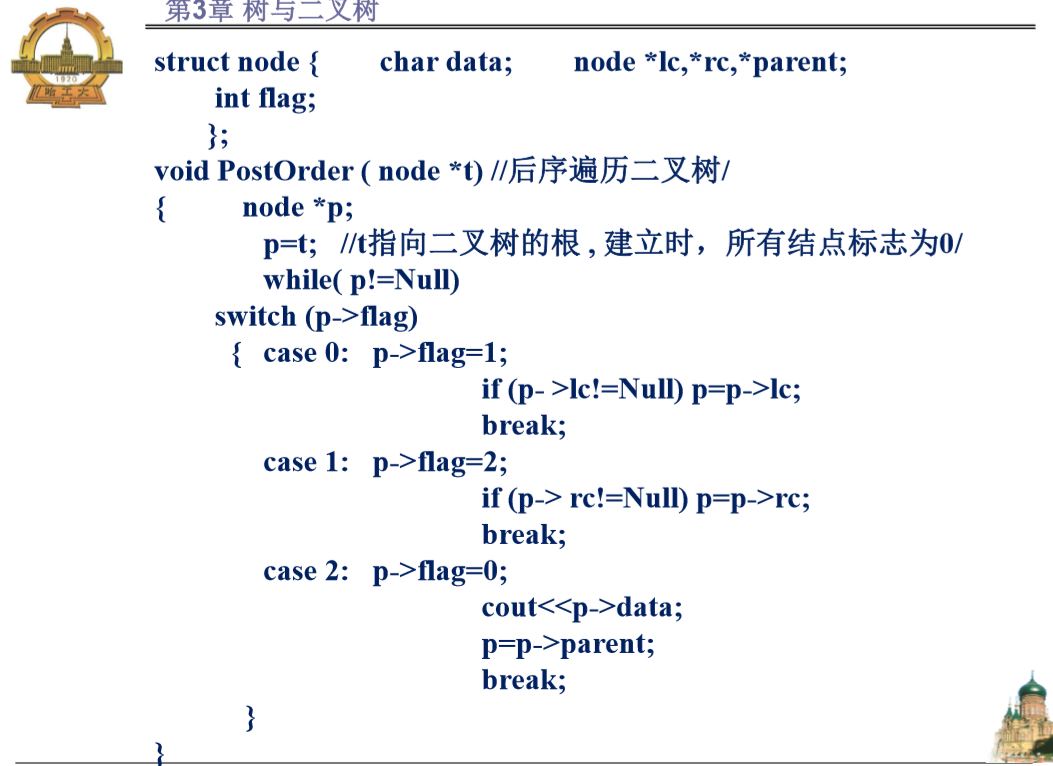 第3章 树与二叉树
1920
哈工大
struct node { char data; node *lc,*rc,*parent;
int flag;
};
void PostOrder ( node *t) //后序遍历二叉树/
{ node *p;
p=t; //t指向二叉树的根 , 建立时，所有结点标志为0/
while( p!=Null)
switch (p->flag)
{ case 0: p->flag=1;
if (p- >lc!=Null) p=p->lc;
break;
case 1: p->flag=2;
if (p-> rc!=Null) p=p->rc;
break;
case 2: p->flag=0;
cout<<p->data;
p=p->parent;
break;
}
}